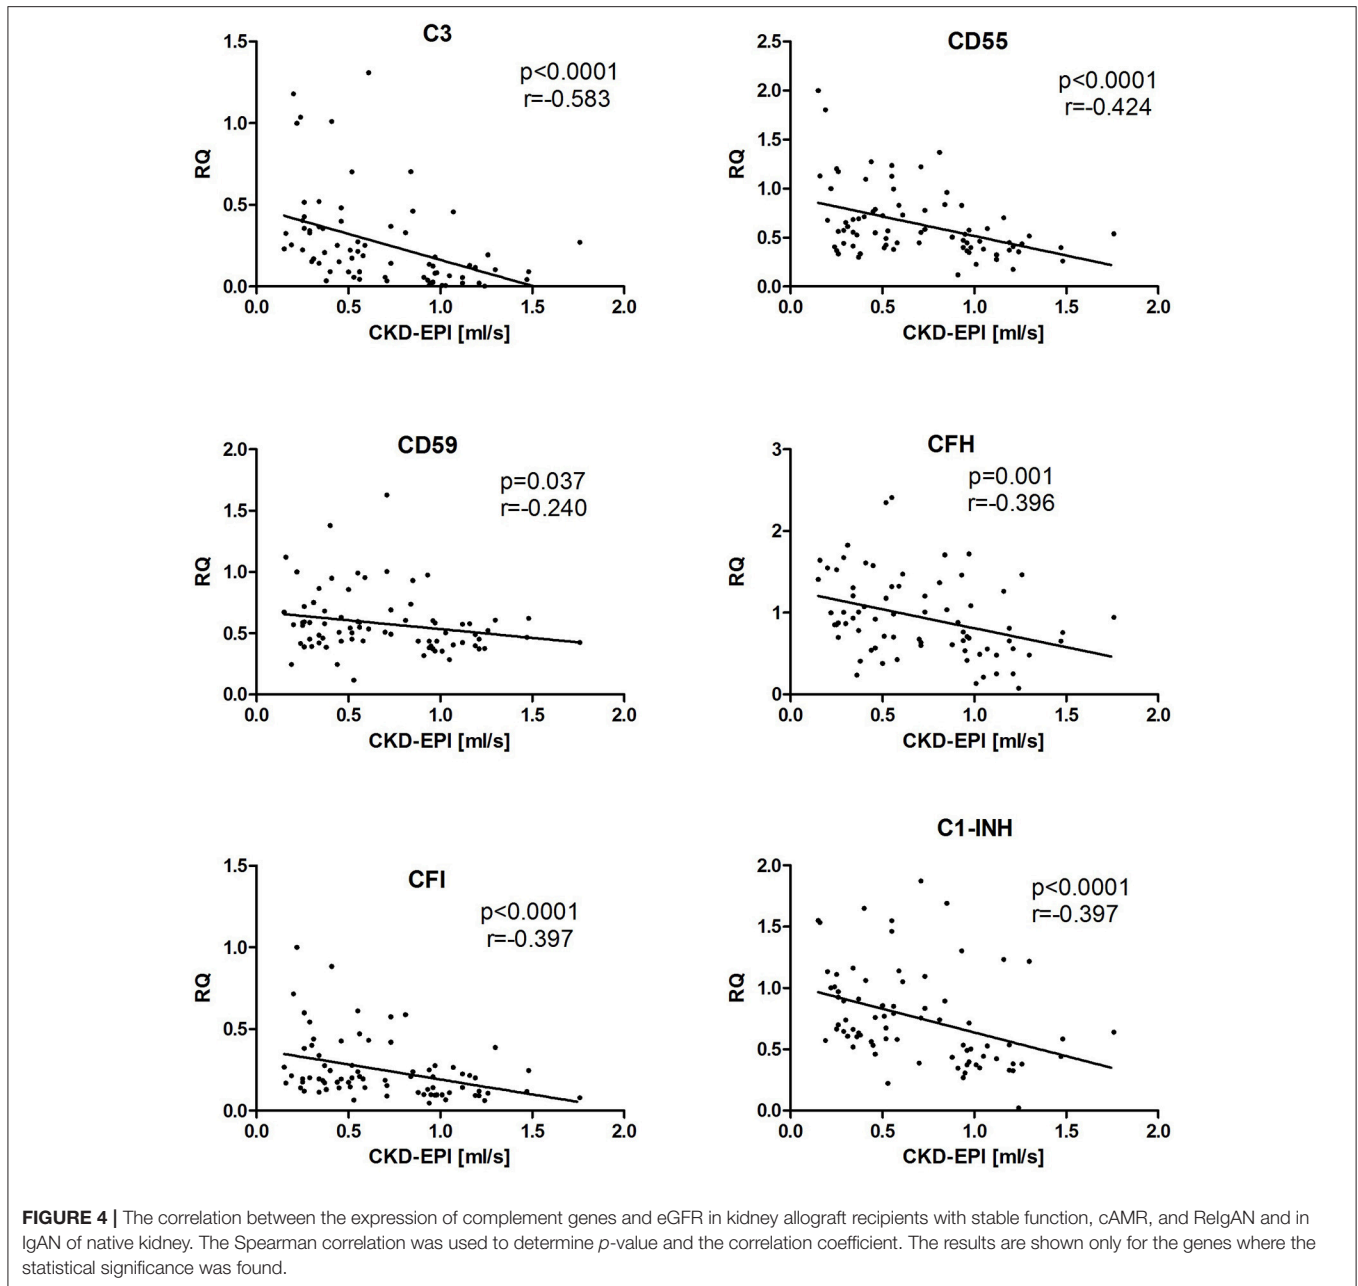 C3
p<0.0001
r=-0.583
RQ
1.5
1.0
0.5
0.0
0.0 0.5 1.0 1.5 2.0
CKD-EPI [ml/s]
CD55
p<0.0001
r=-0.424
RQ
2.5
2.0
1.5
1.0
0.5
0.0
0.0 0.5 1.0 1.5 2.0
CKD-EPI [ml/s]
CD59
p=0.037
r=-0.240
RQ
2.0
1.5
1.0
0.5
0.0
0.0 0.5 1.0 1.5 2.0
CKD-EPI [ml/s]
CFH
p=0.001
r=-0.396
RQ
3
2
1
0
0.0 0.5 1.0 1.5 2.0
CKD-EPI [ml/s]
CFI
p<0.0001
r=-0.397
RQ
1.5
1.0
0.5
0.0
0.0 0.5 1.0 1.5 2.0
CKD-EPI [ml/s]
C1-INH
p<0.0001
r=-0.397
RQ
2.0
1.5
1.0
0.5
0.0
0.0 0.5 1.0 1.5 2.0
CKD-EPI [ml/s]
FIGURE 4 | The correlation between the expression of complement genes and eGFR in kidney allograft recipients with stable function, cAMR, and ReIgAN and in
IgAN of native kidney. The Spearman correlation was used to determine p-value and the correlation coefficient. The results are shown only for the genes where the
statistical significance was found.